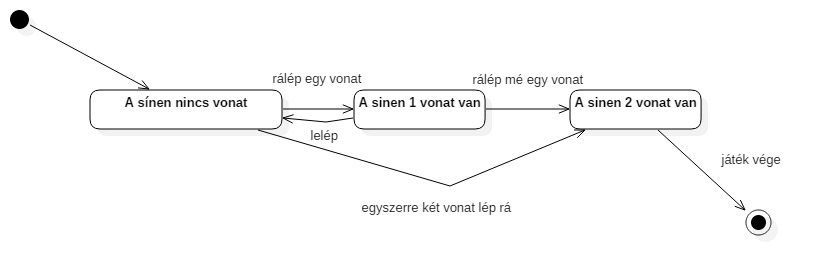 rálép egy vonat
rálép mé egy vonat
A sínen nincs vonat
A sinen 1 vonat van
A sinen 2 vonat van
lelép
játék vége
egyszerre két vonat lép rá